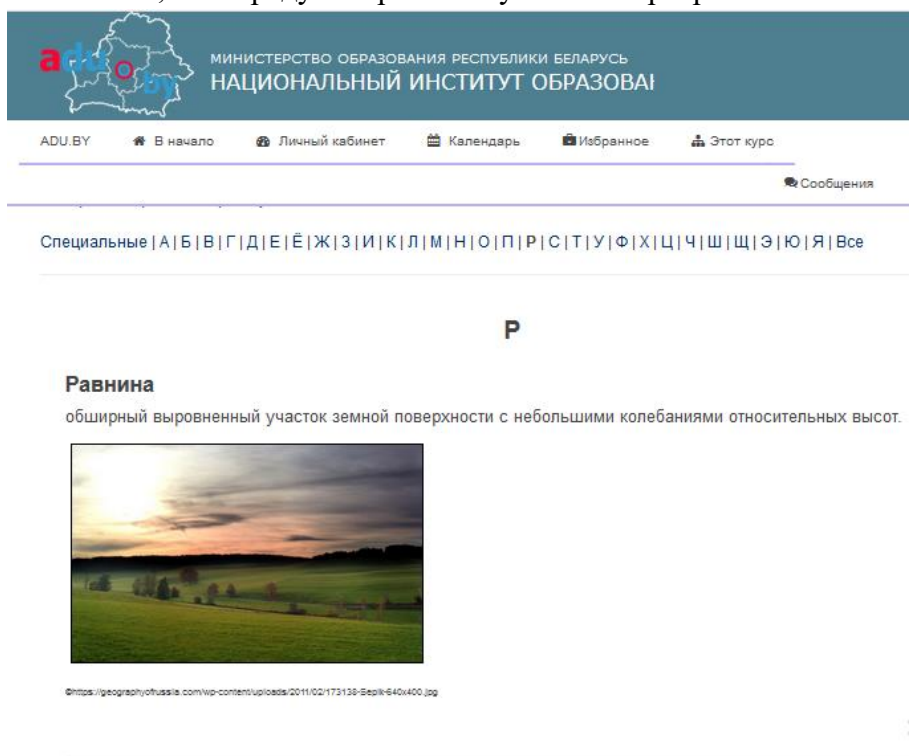 adu
by
МИНИСТЕРСТВО ОБРАЗОВАНИЯ РЕСПУБЛИКИ БЕЛАРУСЬ
НАЦИОНАЛЬНЫЙ ИНСТИТУТ ОБРАЗОВАН
ADU.BY В начало Личный кабинет Календарь Избранное Этот курс
Сообщения
Специальные | А | Б | В | Г | Д | Е | Ё | Ж | З | И | К | Л | М | Н | О | П | Р | С | Т | У | Ф | Х | Ц | Ч | Ш | Щ | Э | Ю | Я | Все
Р
Равнина
обширный выровненный участок земной поверхности с небольшими колебаниями относительных высот.
©https://geographyofrussia.com/wp-content/uploads/2011/02/173138-Sepik-640x400.jpg